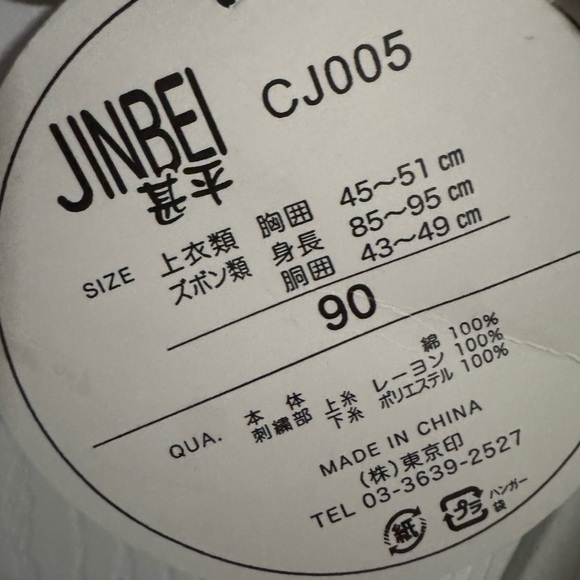 CJ005
JINBEI
甚平
SIZE 上衣類 胸囲 45〜51 cm
ズボン類 身長 85〜95 cm
胴囲 43〜49 cm
90
QUA. 本体 綿 100%
刺繍部 上糸 レーヨン 100%
下糸 ポリエステル 100%
MADE IN CHINA
(株)東京印
TEL 03-3639-2527
紙 プラ ハンガー
袋